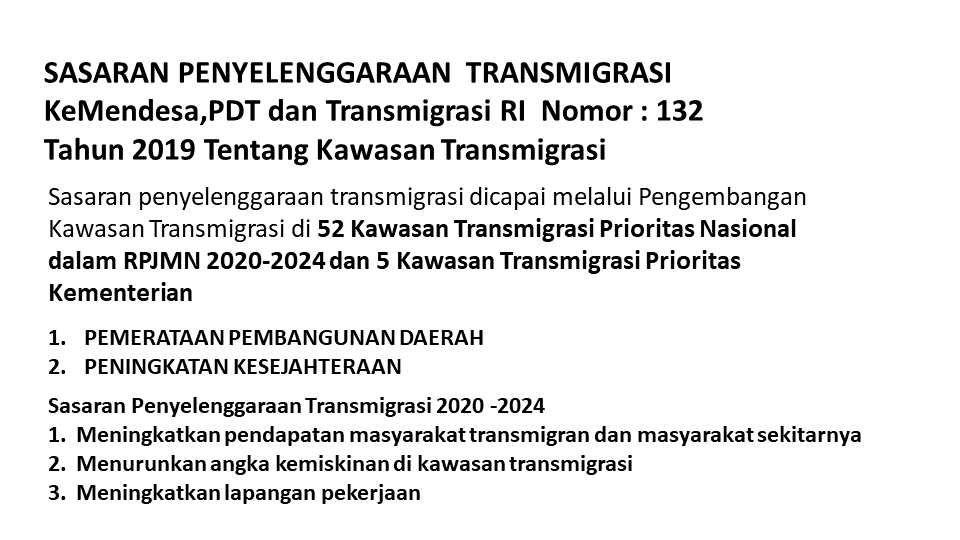 SASARAN PENYELENGGARAAN TRANSMIGRASI
KeMendesa,PDT dan Transmigrasi RI Nomor : 132
Tahun 2019 Tentang Kawasan Transmigrasi
Sasaran penyelenggaraan transmigrasi dicapai melalui Pengembangan
Kawasan Transmigrasi di 52 Kawasan Transmigrasi Prioritas Nasional
dalam RPJMN 2020-2024 dan 5 Kawasan Transmigrasi Prioritas
Kementerian
1. PEMERATAAN PEMBANGUNAN DAERAH
2. PENINGKATAN KESEJAHTERAAN
Sasaran Penyelenggaraan Transmigrasi 2020 -2024
1. Meningkatkan pendapatan masyarakat transmigran dan masyarakat sekitarnya
2. Menurunkan angka kemiskinan di kawasan transmigrasi
3. Meningkatkan lapangan pekerjaan